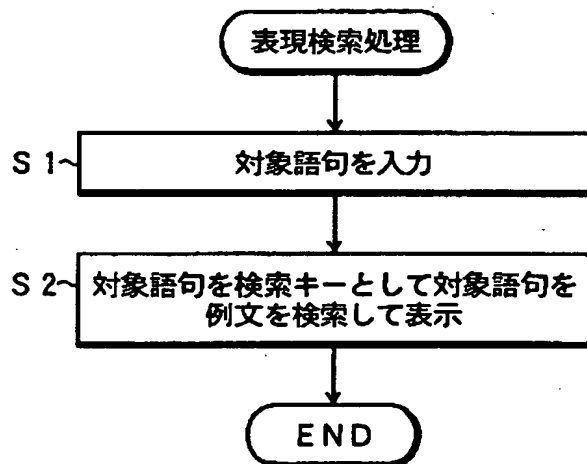 表現検索処理
S1~ 対象語句を入力
S2~ 対象語句を検索キーとして対象語句を
例文を検索して表示
END